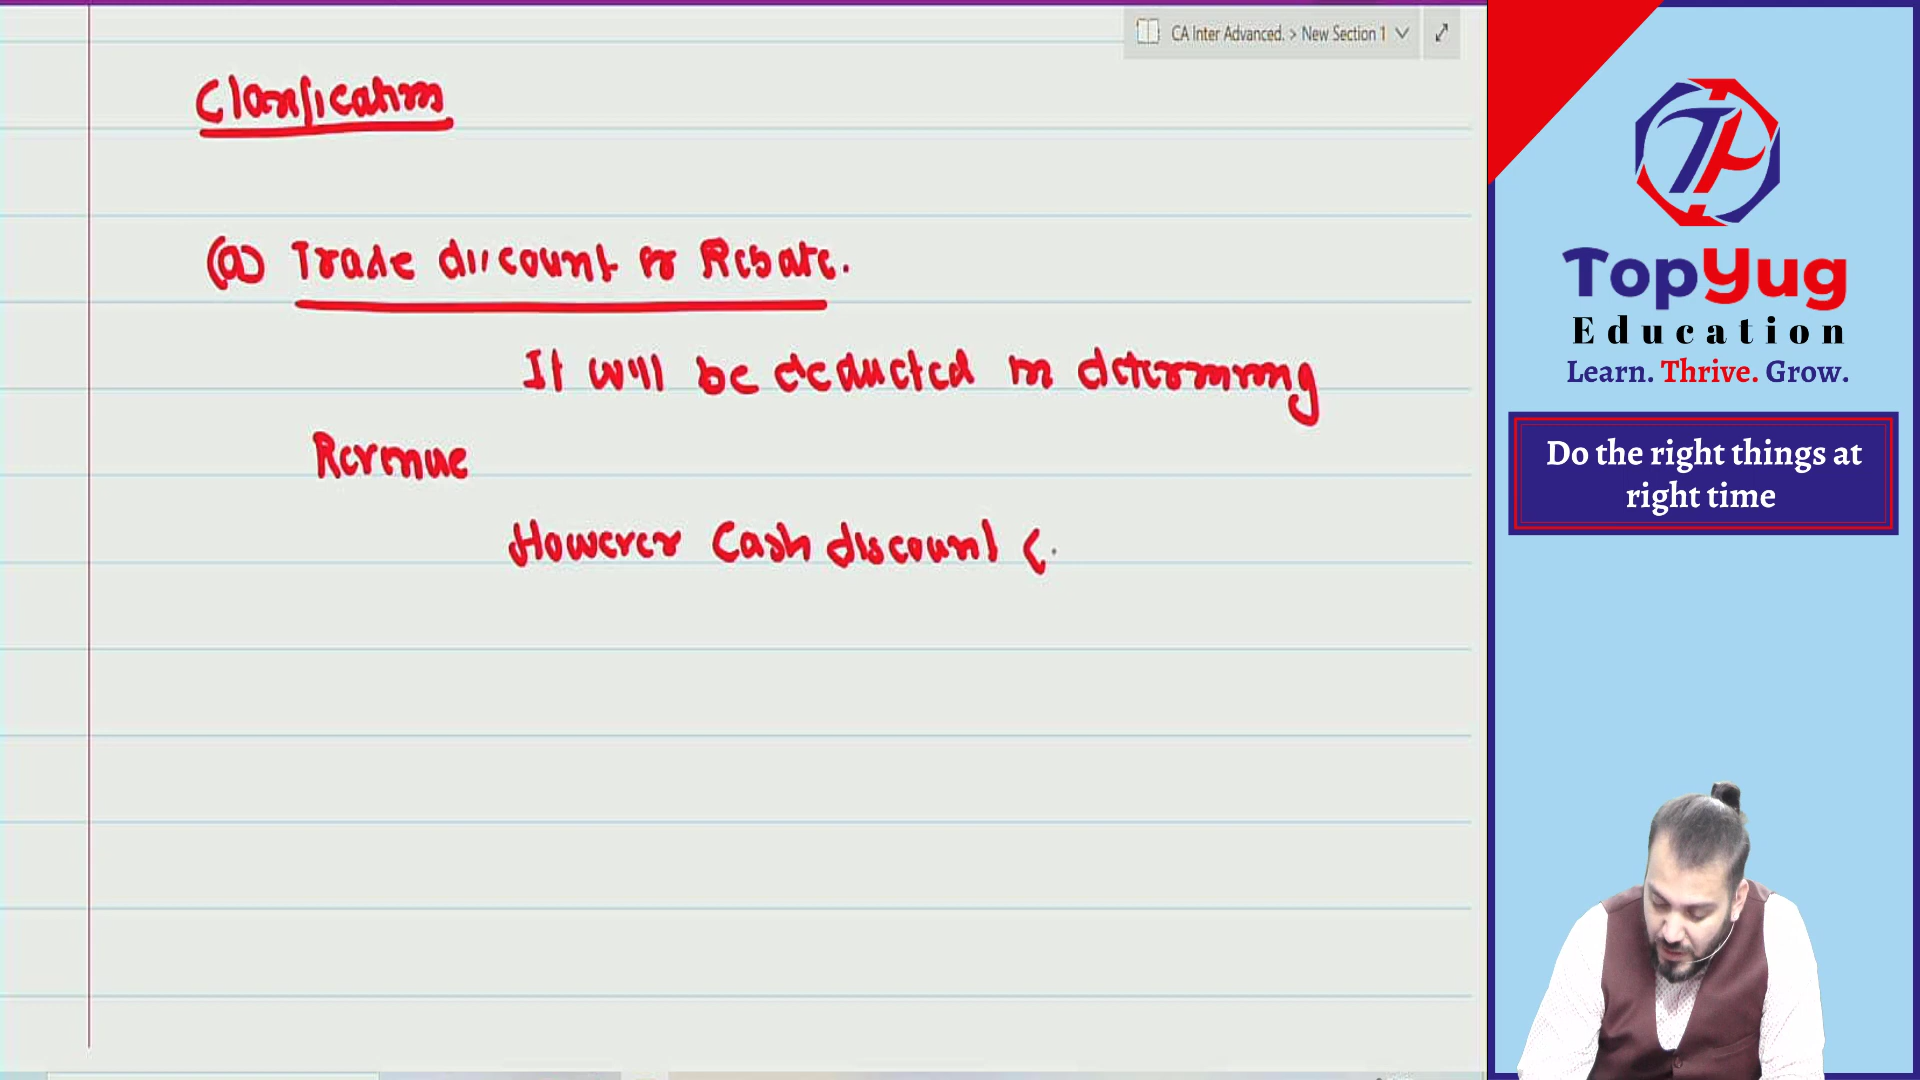 CA Inter Advanced. > New Section 1
Clarifications
(a) Trade discount or Rebate.
It will be deducted in determining
Revenue
However Cash discount (
TopYug
Education
Learn. Thrive. Grow.
Do the right things at
right time